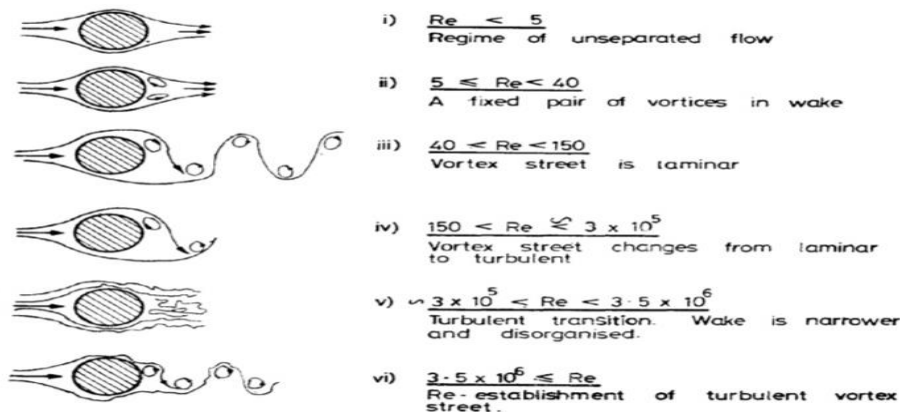 i) Re < 5
Regime of unseparated flow
ii) 5 ≤ Re < 40
A fixed pair of vortices in wake
iii) 40 < Re < 150
Vortex street is laminar
iv) 150 < Re ≲ 3 x 10⁵
Vortex street changes from laminar
to turbulent
v) ~ 3 x 10⁵ < Re < 3·5 x 10⁶
Turbulent transition. Wake is narrower
and disorganised.
vi) 3·5 x 10⁶ ≤ Re
Re-establishment of turbulent vortex
street.